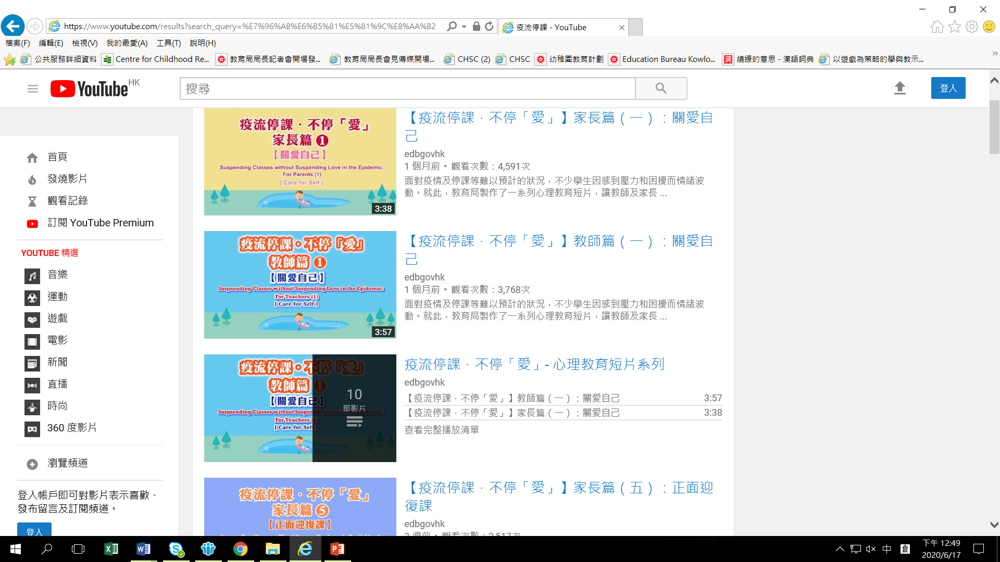 https://www.youtube.com/results?search_query=%E7%96%AB%E6%B5%81%E5%81%9C%E8%AA%B2
疫流停課 - YouTube
檔案(F) 編輯(E) 檢視(V) 我的最愛(A) 工具(T) 說明(H)
公共服務詳細資料 Centre for Childhood Re... 教育局局長記者會開場發... 教育局局長會見傳媒開場... CHSC (2) CHSC 幼稚園教育計劃 Education Bureau Kowlo... 漢 繞繚的意思 - 漢語詞典 以遊戲為策略的學與教示...
YouTube HK
搜尋
登入
首頁
發燒影片
觀看記錄
訂閱 YouTube Premium
YOUTUBE 精選
音樂
運動
遊戲
電影
新聞
直播
時尚
360 度影片
瀏覽頻道
登入帳戶即可對影片表示喜歡、
發布留言及訂閱頻道。
登入
疫流停課．不停「愛」
家長篇 1
【關愛自己】
Suspending Classes without Suspending Love in the Epidemic:
For Parents (1)
[ Care for Self ]
3:38
【疫流停課．不停「愛」】家長篇（一）：關愛自
己
edbgovhk
1 個月前 • 觀看次數：4,591次
面對疫情及停課等難以預計的狀況，不少學生因感到壓力和困擾而情緒波
動。就此，教育局製作了一系列心理教育短片，讓教師及家長 ...
疫流停課．不停「愛」
教師篇 1
【關愛自己】
Suspsending Classes without Suspending Love in the Epidemic:
For Teachers (1)
[ Care for Self ]
3:57
【疫流停課．不停「愛」】教師篇（一）：關愛自
己
edbgovhk
1 個月前 • 觀看次數：3,768次
面對疫情及停課等難以預計的狀況，不少學生因感到壓力和困擾而情緒波
動。就此，教育局製作了一系列心理教育短片，讓教師及家長 ...
疫流停課．不停「愛」
教師篇 1
【關愛自己】
Suspsending Classes without Suspending Love in the Epidemic:
For Teachers (1)
[ Care for Self ]
10
部影片
疫流停課．不停「愛」- 心理教育短片系列
edbgovhk
【疫流停課．不停「愛」】教師篇（一）：關愛自己 3:57
【疫流停課．不停「愛」】家長篇（一）：關愛自己 3:38
查看完整播放清單
疫流停課．不停「愛」
家長篇 5
【正面迎復課】
【疫流停課．不停「愛」】家長篇（五）：正面迎
復課
edbgovhk
觀看次數：2,517次
中 倉
下午 12:49
2020/6/17